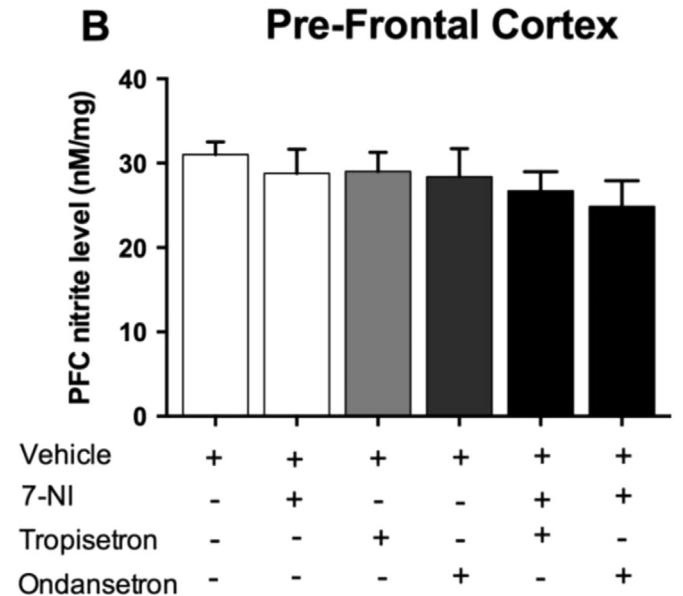 B Pre-Frontal Cortex
PFC nitrite level (nM/mg)
40
30
20
10
0
Vehicle + + + + + +
7-NI - + - - + +
Tropisetron - - + - + -
Ondansetron - - - + - +